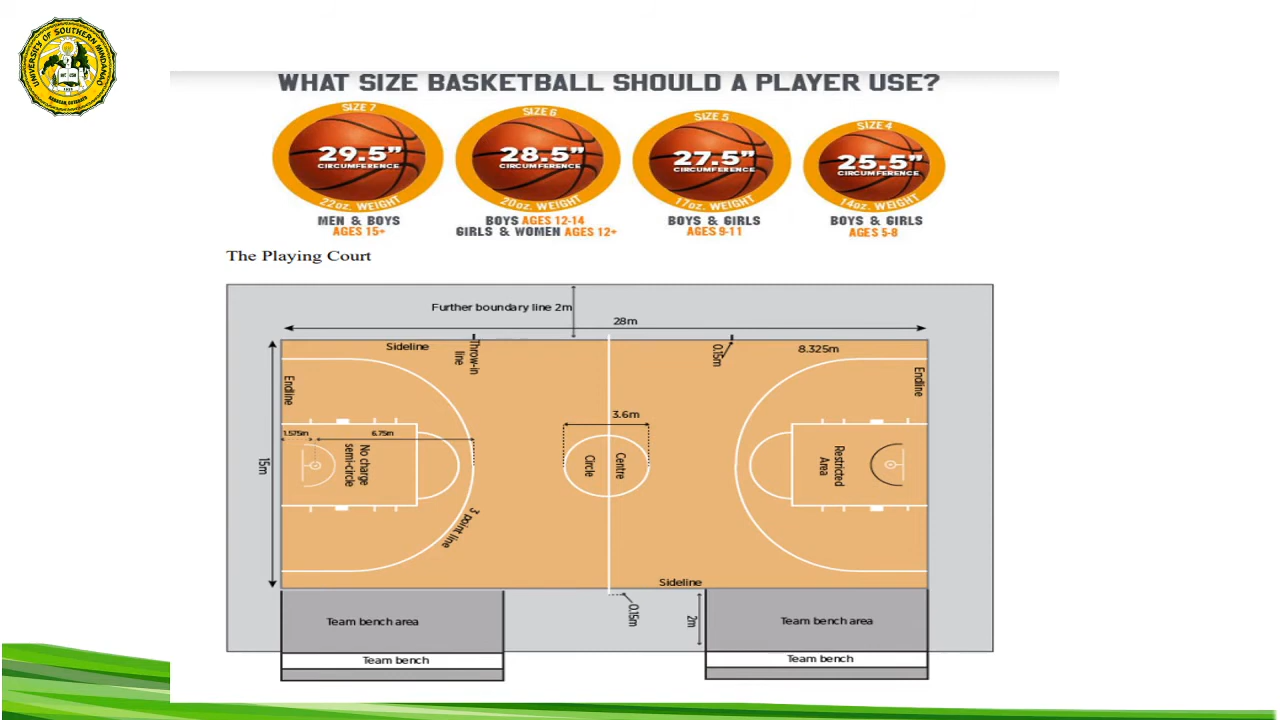 UNIVERSITY OF SOUTHERN MINDANAO
WHAT SIZE BASKETBALL SHOULD A PLAYER USE?
SIZE 7
29.5”
CIRCUMFERENCE
22oz. WEIGHT
MEN & BOYS
AGES 15+
SIZE 6
28.5”
CIRCUMFERENCE
20oz. WEIGHT
BOYS AGES 12-14
GIRLS & WOMEN AGES 12+
SIZE 5
27.5”
CIRCUMFERENCE
17oz. WEIGHT
BOYS & GIRLS
AGES 9-11
SIZE 4
25.5”
CIRCUMFERENCE
14oz. WEIGHT
BOYS & GIRLS
AGES 5-8
The Playing Court
Further boundary line 2m
28m
Sideline
Throw-in
line
0.15m
8.325m
Endline
Endline
3.6m
1.575m
6.75m
No charge
semi-circle
Centre
Circle
Restricted
Area
15m
3 point line
Sideline
0.15m
2m
Team bench area
Team bench area
Team bench
Team bench